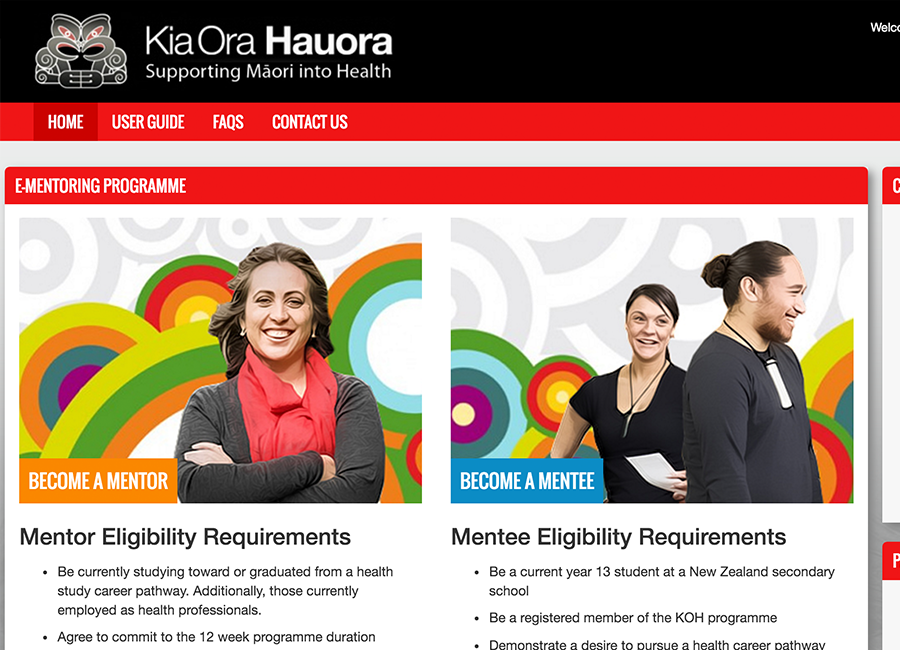 Kia Ora Hauora
Supporting Māori into Health
HOME
USER GUIDE
FAQS
CONTACT US
E-MENTORING PROGRAMME
BECOME A MENTOR
Mentor Eligibility Requirements
• Be currently studying toward or graduated from a health
study career pathway. Additionally, those currently
employed as health professionals.
• Agree to commit to the 12 week programme duration
BECOME A MENTEE
Mentee Eligibility Requirements
• Be a current year 13 student at a New Zealand secondary
school
• Be a registered member of the KOH programme
• Demonstrate a desire to pursue a health career pathway